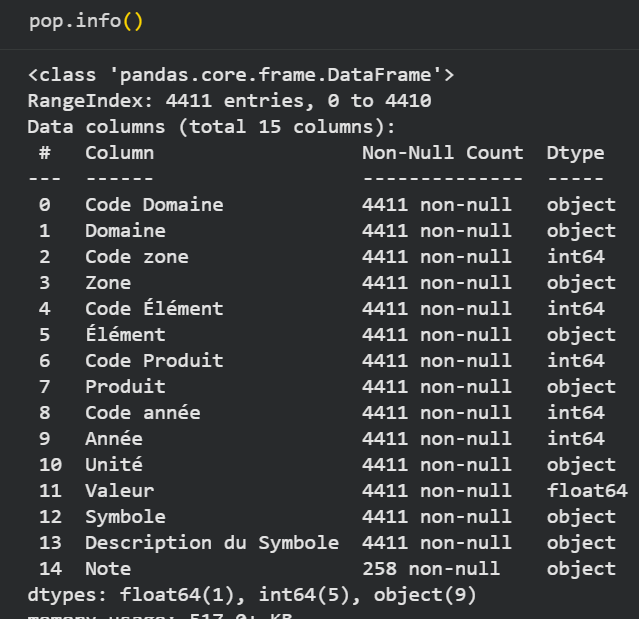 pop.info()
<class 'pandas.core.frame.DataFrame'>
RangeIndex: 4411 entries, 0 to 4410
Data columns (total 15 columns):
 #   Column                 Non-Null Count  Dtype
---  ------                 --------------  -----
 0   Code Domaine           4411 non-null   object
 1   Domaine                4411 non-null   object
 2   Code zone              4411 non-null   int64
 3   Zone                   4411 non-null   object
 4   Code Élément           4411 non-null   int64
 5   Élément                4411 non-null   object
 6   Code Produit           4411 non-null   int64
 7   Produit                4411 non-null   object
 8   Code année             4411 non-null   int64
 9   Année                  4411 non-null   int64
 10  Unité                  4411 non-null   object
 11  Valeur                 4411 non-null   float64
 12  Symbole                4411 non-null   object
 13  Description du Symbole 4411 non-null   object
 14  Note                   258 non-null    object
dtypes: float64(1), int64(5), object(9)
memory usage: 517.0+ KB